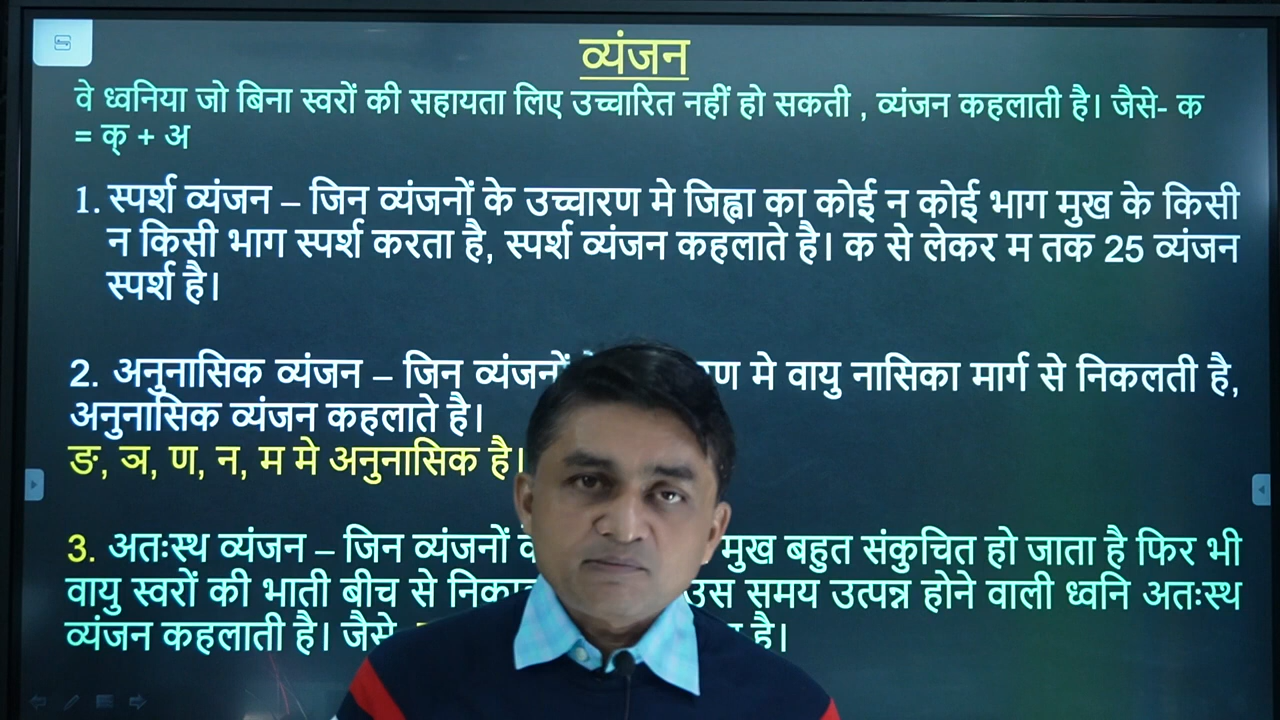 व्यंजन
वे ध्वनिया जो बिना स्वरों की सहायता लिए उच्चारित नहीं हो सकती , व्यंजन कहलाती है। जैसे- क
= क् + अ
1. स्पर्श व्यंजन – जिन व्यंजनों के उच्चारण मे जिह्वा का कोई न कोई भाग मुख के किसी
न किसी भाग स्पर्श करता है, स्पर्श व्यंजन कहलाते है। क से लेकर म तक 25 व्यंजन
स्पर्श है।
2. अनुनासिक व्यंजन – जिन व्यंजनों मे वायु नासिका मार्ग से निकलती है,
अनुनासिक व्यंजन कहलाते है।
ङ, ञ, ण, न, म मे अनुनासिक है।
3. अतःस्थ व्यंजन – जिन व्यंजनों मुख बहुत संकुचित हो जाता है फिर भी
वायु स्वरों की भाती बीच से उस समय उत्पन्न होने वाली ध्वनि अतःस्थ
व्यंजन कहलाती है। जैसे है।